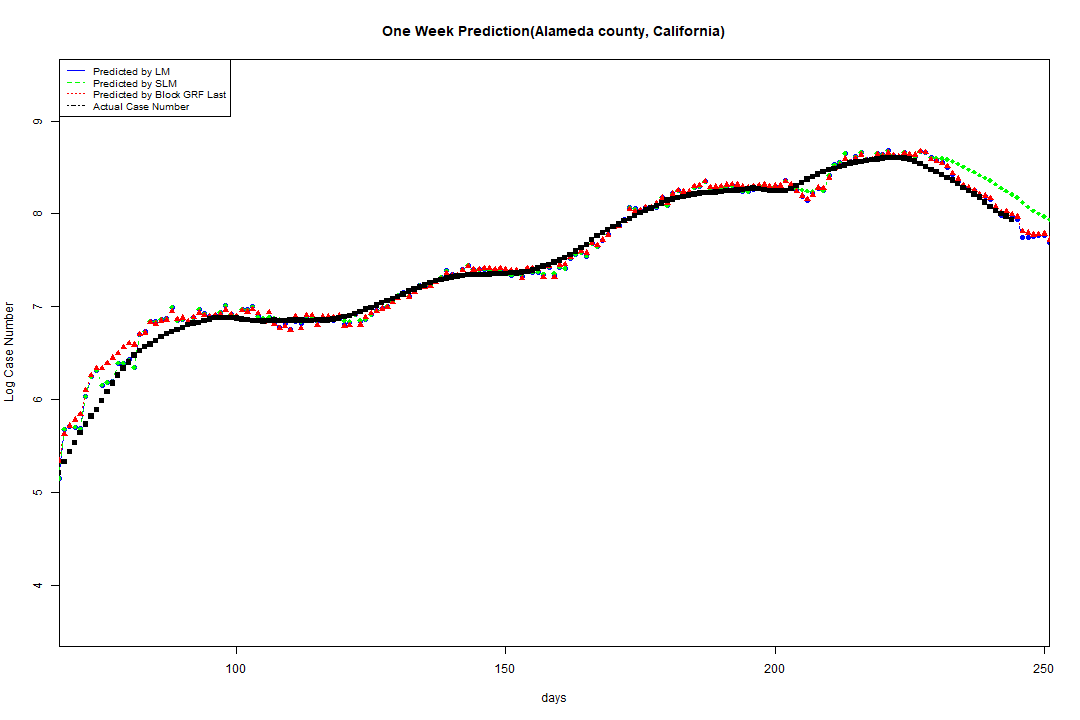 One Week Prediction(Alameda county, California)
Predicted by LM
Predicted by SLM
Predicted by Block GRF Last
Actual Case Number
9
8
7
6
5
4
Log Case Number
100
150
200
250
days